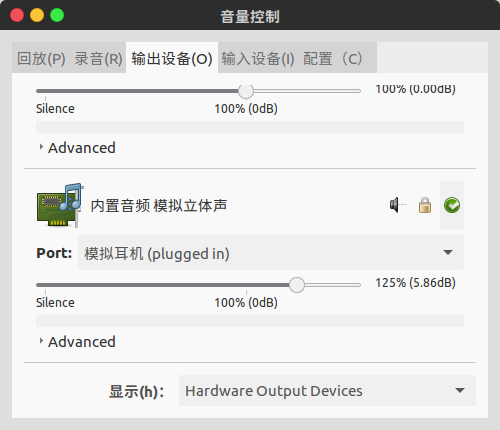 音量控制
回放(P) 录音(R) 输出设备(O) 输入设备(I) 配置（C）
100% (0.00dB)
Silence 100% (0dB)
Advanced
内置音频 模拟立体声
Port: 模拟耳机 (plugged in)
125% (5.86dB)
Silence 100% (0dB)
Advanced
显示(h)： Hardware Output Devices